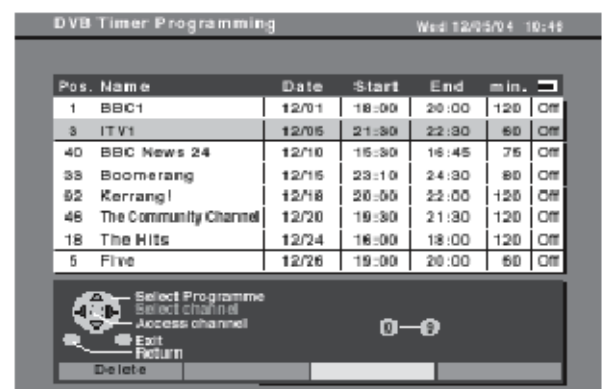 DVB Timer Programming Wed 12/05/04 10:46
Pos. Name Date Start End min.
1 BBC1 12/01 18:00 20:00 120 Off
3 ITV1 12/05 21:30 22:30 60 Off
40 BBC News 24 12/10 15:30 16:45 75 Off
33 Boomerang 12/15 23:10 24:30 80 Off
92 Kerrang! 12/18 20:00 22:00 120 Off
46 The Community Channel 12/20 19:30 21:30 120 Off
18 The Hits 12/24 16:00 18:00 120 Off
5 Five 12/26 19:00 20:00 60 Off
Select Programme
Select channel
Access channel
0—9
Exit
Return
Delete